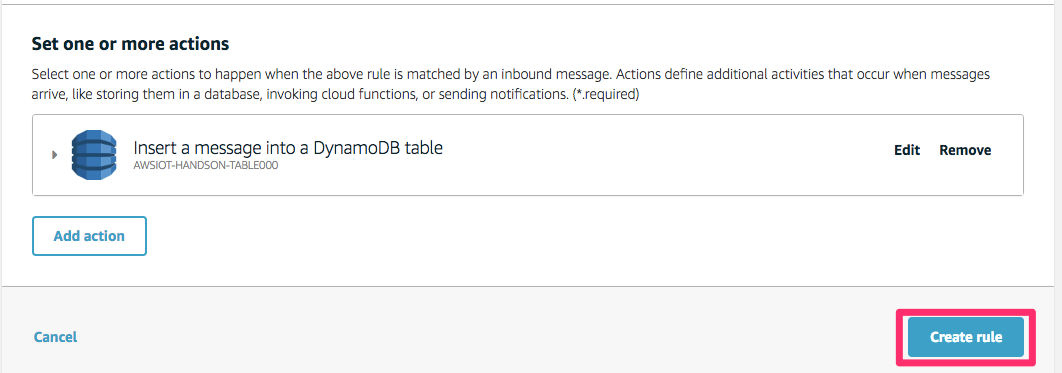 Set one or more actions
Select one or more actions to happen when the above rule is matched by an inbound message. Actions define additional activities that occur when messages
arrive, like storing them in a database, invoking cloud functions, or sending notifications. (*.required)
Insert a message into a DynamoDB table
AWSIOT-HANDSON-TABLE000
Edit Remove
Add action
Cancel
Create rule